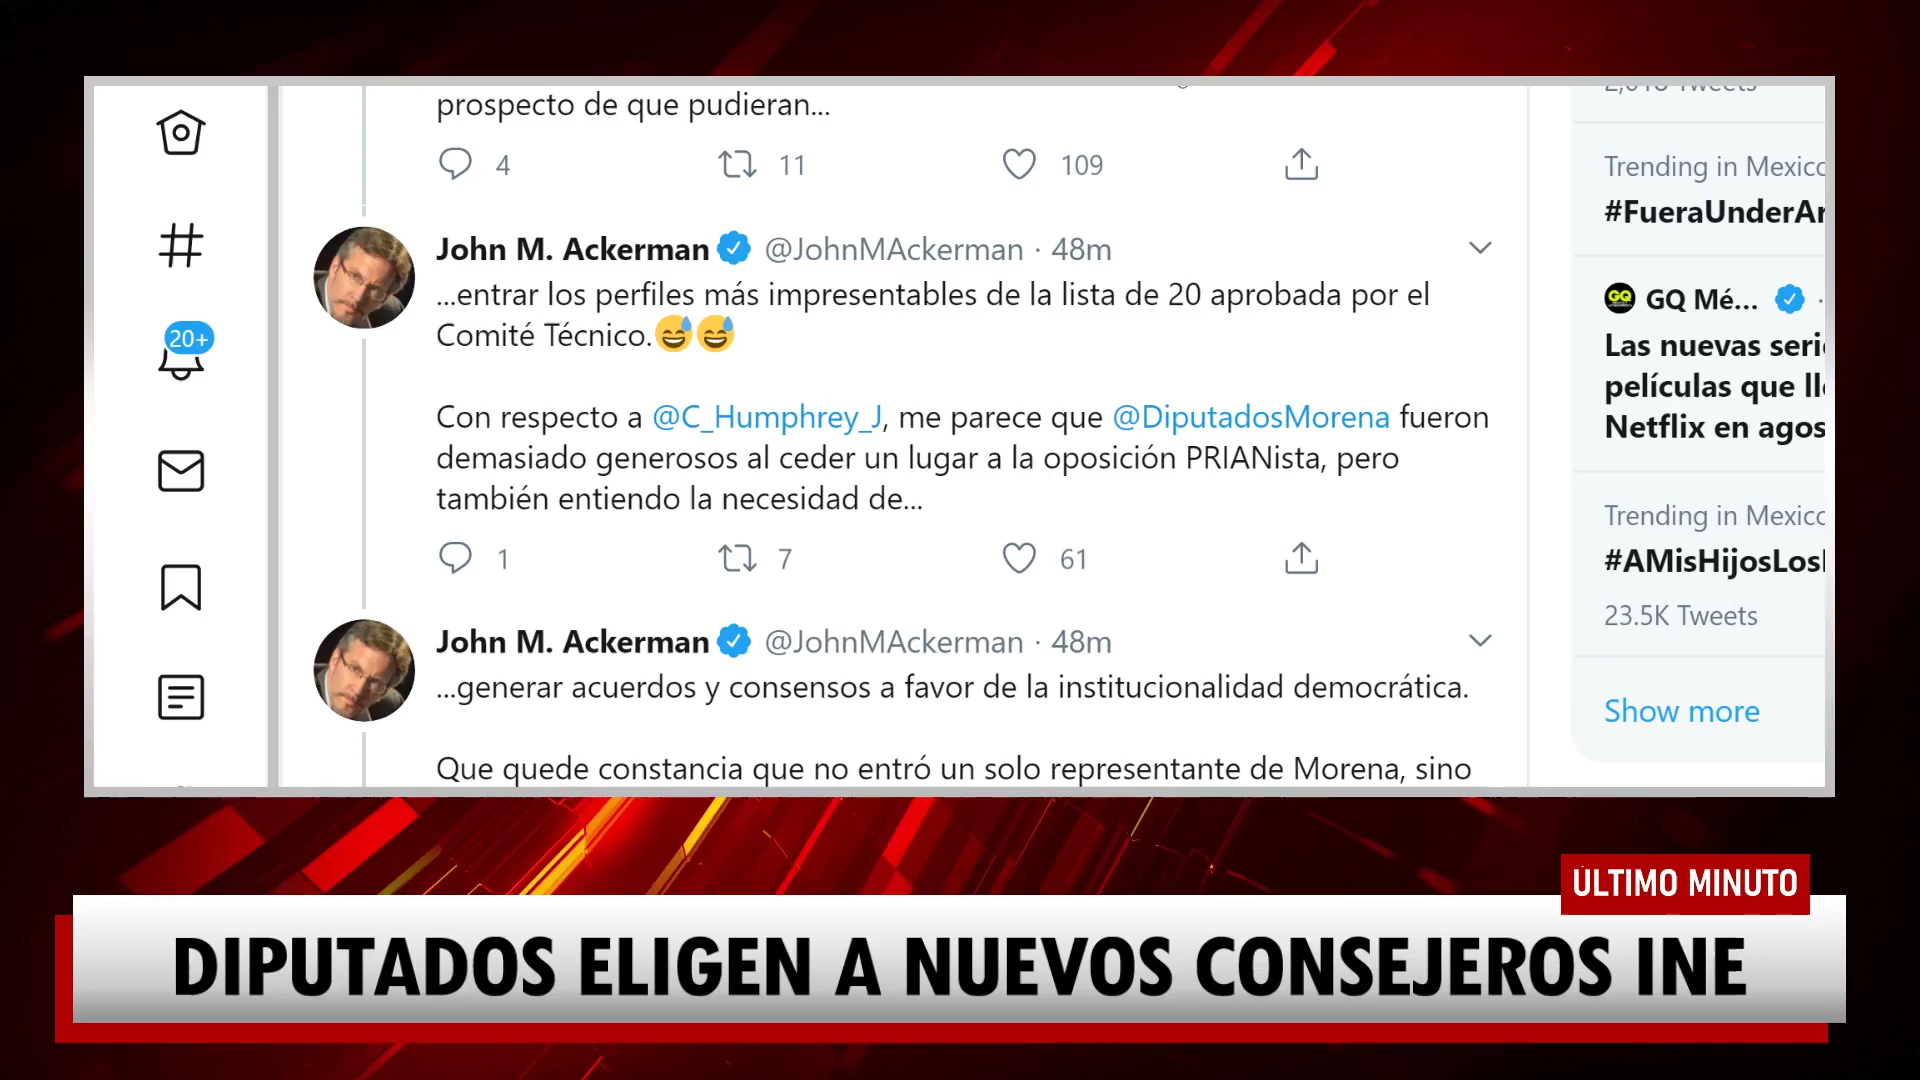 prospecto de que pudieran...
4 11 109
John M. Ackerman @JohnMAckerman · 48m
...entrar los perfiles más impresentables de la lista de 20 aprobada por el
Comité Técnico.😅😅
Con respecto a @C_Humphrey_J, me parece que @DiputadosMorena fueron
demasiado generosos al ceder un lugar a la oposición PRIANista, pero
también entiendo la necesidad de...
1 7 61
John M. Ackerman @JohnMAckerman · 48m
...generar acuerdos y consensos a favor de la institucionalidad democrática.
Que quede constancia que no entró un solo representante de Morena, sino
20+
Tweets
Trending in Mexico
#FueraUnderAr
GQ Mé... ·
Las nuevas seri
películas que ll
Netflix en agos
Trending in Mexico
#AMisHijosLos
23.5K Tweets
Show more
ÚLTIMO MINUTO
DIPUTADOS ELIGEN A NUEVOS CONSEJEROS INE